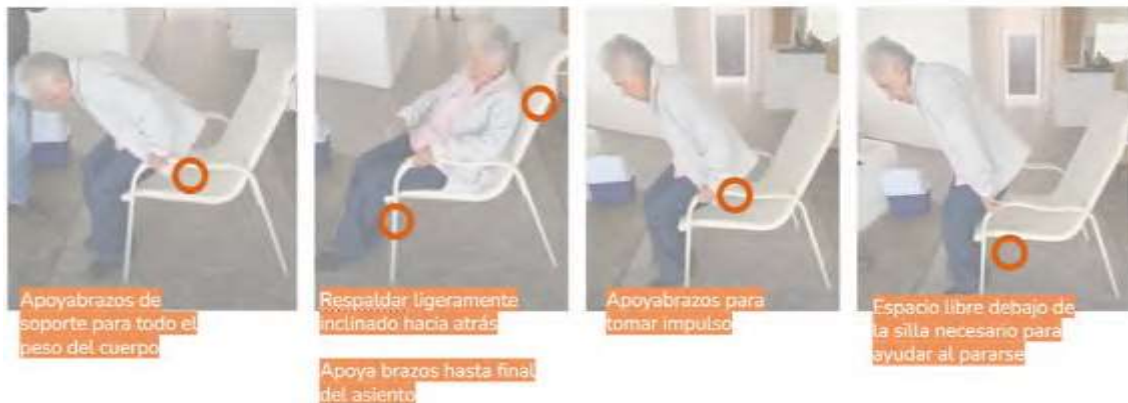 Apoyabrazos de
soporte para todo el
peso del cuerpo
Respaldar ligeramente
inclinado hacia atrás
Apoya brazos hasta final
del asiento
Apoyabrazos para
tomar impulso
Espacio libre debajo de
la silla necesario para
ayudar al pararse